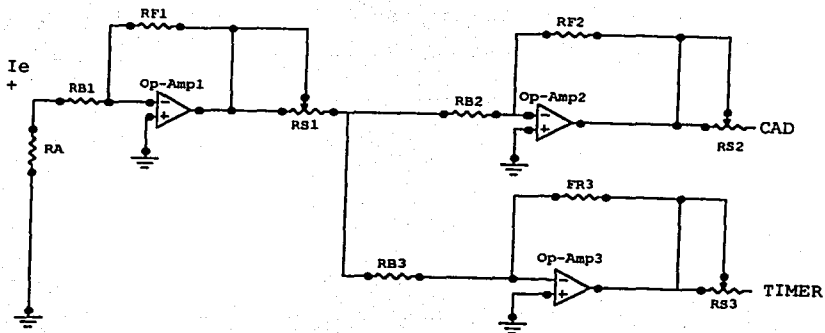 RF1
Ie
+
RB1
Op-Amp1
-
+
RS1
RA
RF2
RB2
Op-Amp2
-
+
RS2
CAD
FR3
RB3
Op-Amp3
-
+
RS3
TIMER